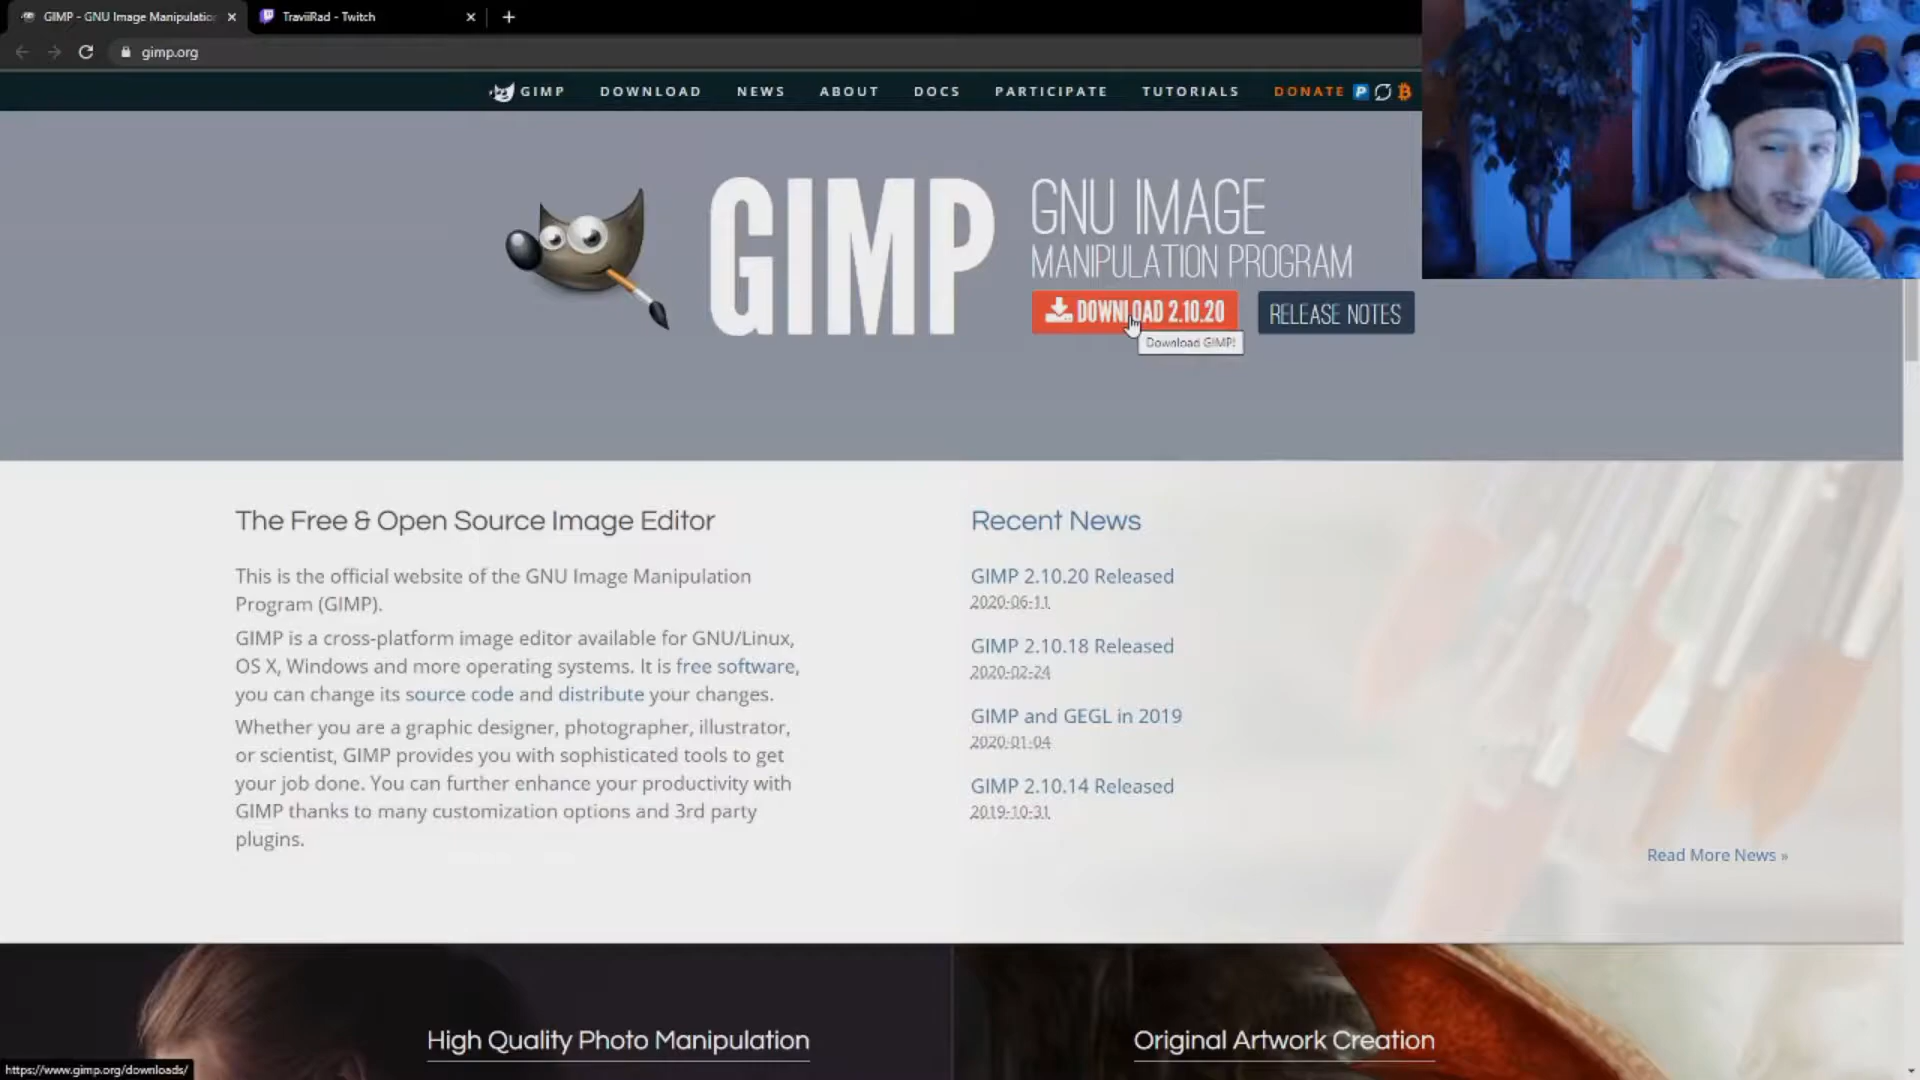 GIMP - GNU Image Manipulation
TraviiRad - Twitch
gimp.org
GIMP
DOWNLOAD
NEWS
ABOUT
DOCS
PARTICIPATE
TUTORIALS
DONATE
GIMP
GNU IMAGE
MANIPULATION PROGRAM
DOWNLOAD 2.10.20
RELEASE NOTES
Download GIMP!
The Free & Open Source Image Editor
This is the official website of the GNU Image Manipulation
Program (GIMP).
GIMP is a cross-platform image editor available for GNU/Linux,
OS X, Windows and more operating systems. It is free software,
you can change its source code and distribute your changes.
Whether you are a graphic designer, photographer, illustrator,
or scientist, GIMP provides you with sophisticated tools to get
your job done. You can further enhance your productivity with
GIMP thanks to many customization options and 3rd party
plugins.
Recent News
GIMP 2.10.20 Released
2020-06-11
GIMP 2.10.18 Released
2020-02-24
GIMP and GEGL in 2019
2020-01-04
GIMP 2.10.14 Released
2019-10-31
Read More News »
High Quality Photo Manipulation
Original Artwork Creation
https://www.gimp.org/downloads/